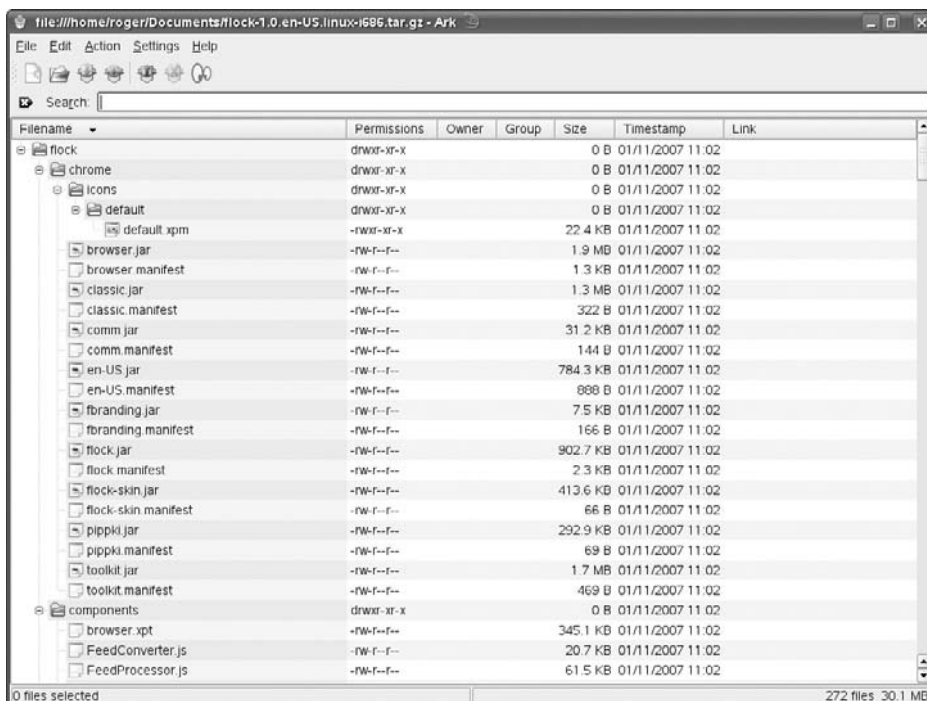 file:///home/roger/Documents/flock-1.0.en-US.linux-i686.tar.gz - Ark
File Edit Action Settings Help
Search:
Filename Permissions Owner Group Size Timestamp Link
flock drwxr-xr-x 0 B 01/11/2007 11:02
chrome drwxr-xr-x 0 B 01/11/2007 11:02
icons drwxr-xr-x 0 B 01/11/2007 11:02
default drwxr-xr-x 0 B 01/11/2007 11:02
default.xpm -rwxr-xr-x 22.4 KB 01/11/2007 11:02
browser.jar -rw-r--r-- 1.9 MB 01/11/2007 11:02
browser.manifest -rw-r--r-- 1.3 KB 01/11/2007 11:02
classic.jar -rw-r--r-- 1.3 MB 01/11/2007 11:02
classic.manifest -rw-r--r-- 322 B 01/11/2007 11:02
comm.jar -rw-r--r-- 31.2 KB 01/11/2007 11:02
comm.manifest -rw-r--r-- 144 B 01/11/2007 11:02
en-US.jar -rw-r--r-- 784.3 KB 01/11/2007 11:02
en-US.manifest -rw-r--r-- 888 B 01/11/2007 11:02
fbranding.jar -rw-r--r-- 7.5 KB 01/11/2007 11:02
fbranding.manifest -rw-r--r-- 166 B 01/11/2007 11:02
flock.jar -rw-r--r-- 902.7 KB 01/11/2007 11:02
flock.manifest -rw-r--r-- 2.3 KB 01/11/2007 11:02
flock-skin.jar -rw-r--r-- 413.6 KB 01/11/2007 11:02
flock-skin.manifest -rw-r--r-- 66 B 01/11/2007 11:02
pippki.jar -rw-r--r-- 292.9 KB 01/11/2007 11:02
pippki.manifest -rw-r--r-- 69 B 01/11/2007 11:02
toolkit.jar -rw-r--r-- 1.7 MB 01/11/2007 11:02
toolkit.manifest -rw-r--r-- 469 B 01/11/2007 11:02
components drwxr-xr-x 0 B 01/11/2007 11:02
browser.xpt -rw-r--r-- 345.1 KB 01/11/2007 11:02
FeedConverter.js -rw-r--r-- 20.7 KB 01/11/2007 11:02
FeedProcessor.js -rw-r--r-- 61.5 KB 01/11/2007 11:02
0 files selected 272 files 30.1 MB